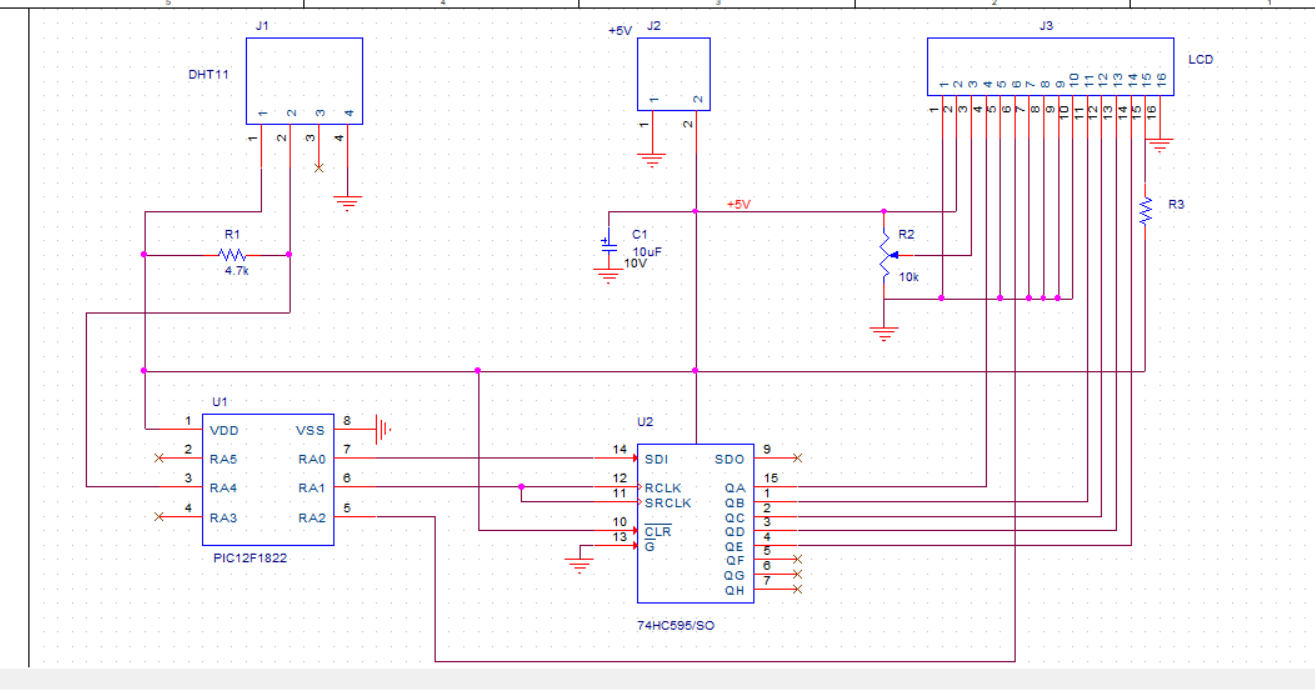 5 4 3 2 1
J1
DHT11
1 2 3 4
1 2 3 4
+5V
J2
1 2
1 2
J3
LCD
1 2 3 4 5 6 7 8 9 10 11 12 13 14 15 16
1 2 3 4 5 6 7 8 9 10 11 12 13 14 15 16
R1
4.7k
C1
10uF
10V
+5V
R2
10k
R3
U1
1 VDD VSS 8
2 RA5 RA0 7
3 RA4 RA1 6
4 RA3 RA2 5
PIC12F1822
U2
14 SDI SDO 9
12 RCLK QA 15
11 SRCLK QB 1
QC 2
10 CLR QD 3
13 G QE 4
QF 5
QG 6
QH 7
74HC595/SO